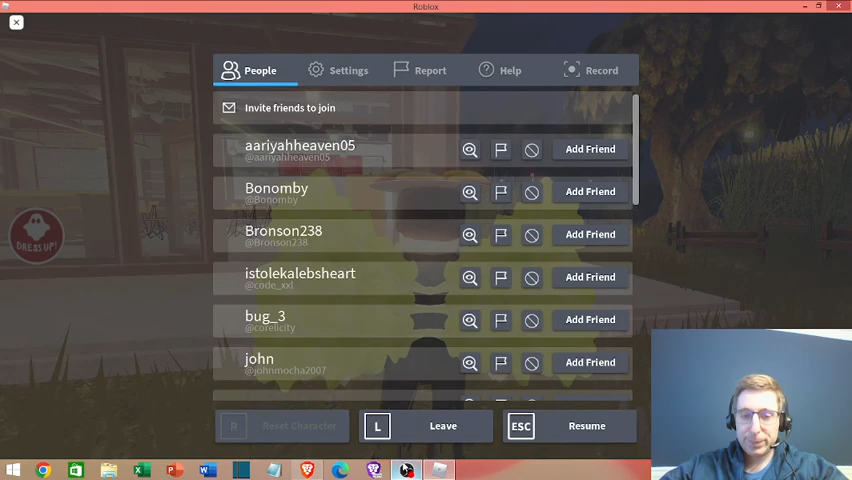 Roblox
People
Settings
Report
Help
Record
Invite friends to join
aariyahheaven05
@aariyahheaven05
Add Friend
Bonomby
@Bonomby
Add Friend
Bronson238
@Bronson238
Add Friend
istolekalebsheart
@code_xxl
Add Friend
bug_3
@corelicity
Add Friend
john
@johnmocha2007
Add Friend
DRESS UP!
R Reset Character
L Leave
ESC Resume